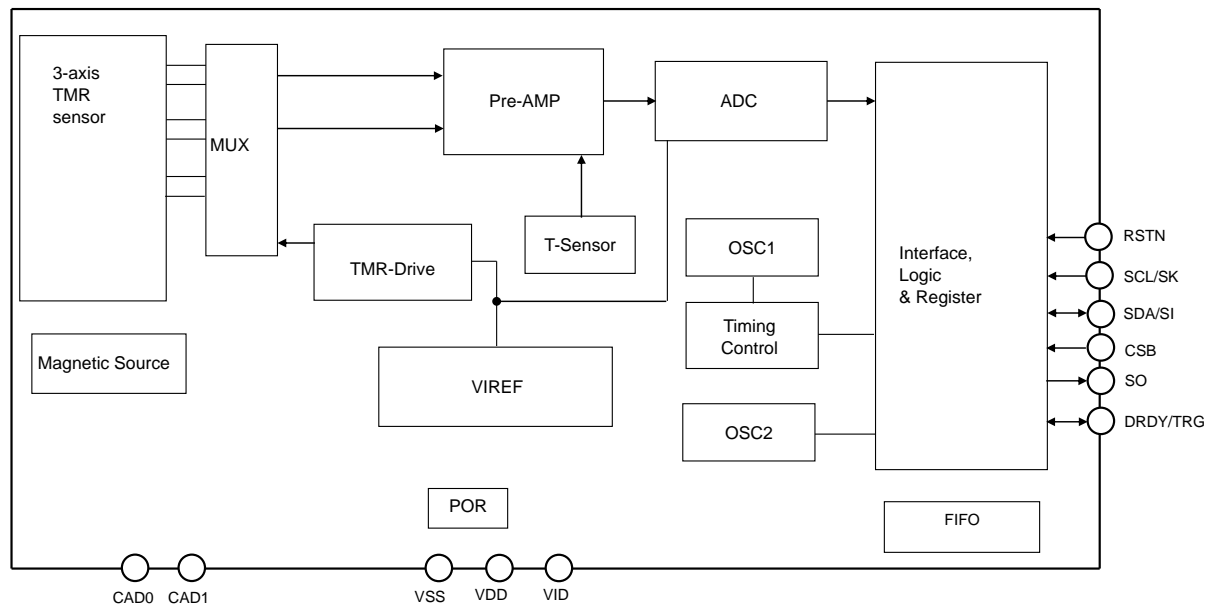 3-axis
TMR
sensor
MUX
Pre-AMP
ADC
T-Sensor
TMR-Drive
OSC1
Interface,
Logic
& Register
Timing
Control
Magnetic Source
VIREF
OSC2
POR
FIFO
RSTN
SCL/SK
SDA/SI
CSB
SO
DRDY/TRG
CAD0
CAD1
VSS
VDD
VID